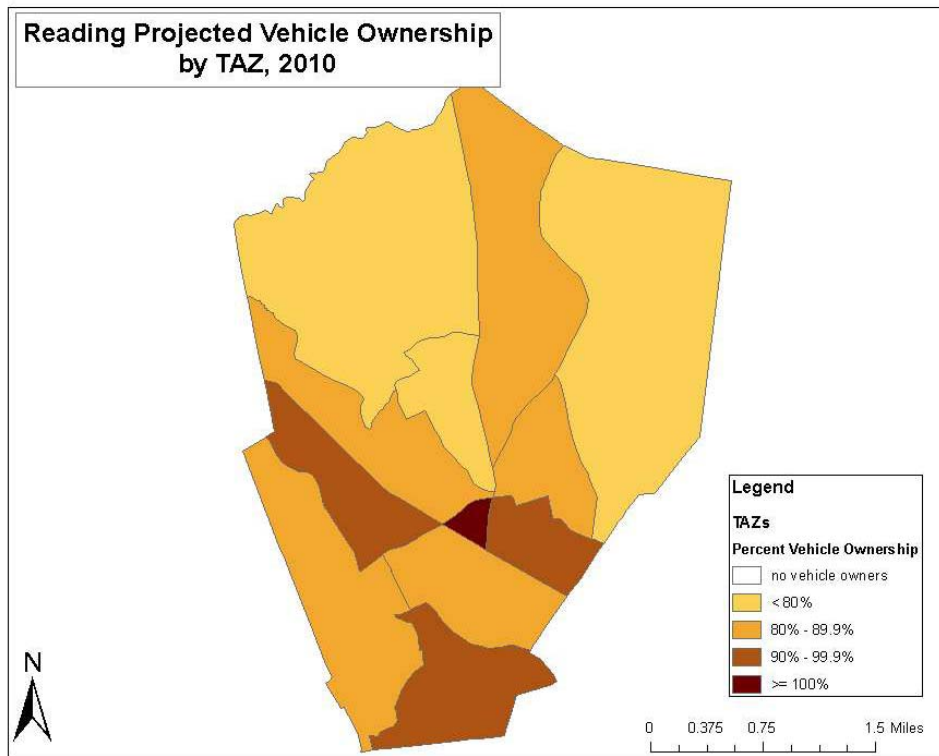 Reading Projected Vehicle Ownership
by TAZ, 2010
Legend
TAZs
Percent Vehicle Ownership
no vehicle owners
< 80%
80% - 89.9%
90% - 99.9%
>= 100%
N
0 0.375 0.75 1.5 Miles